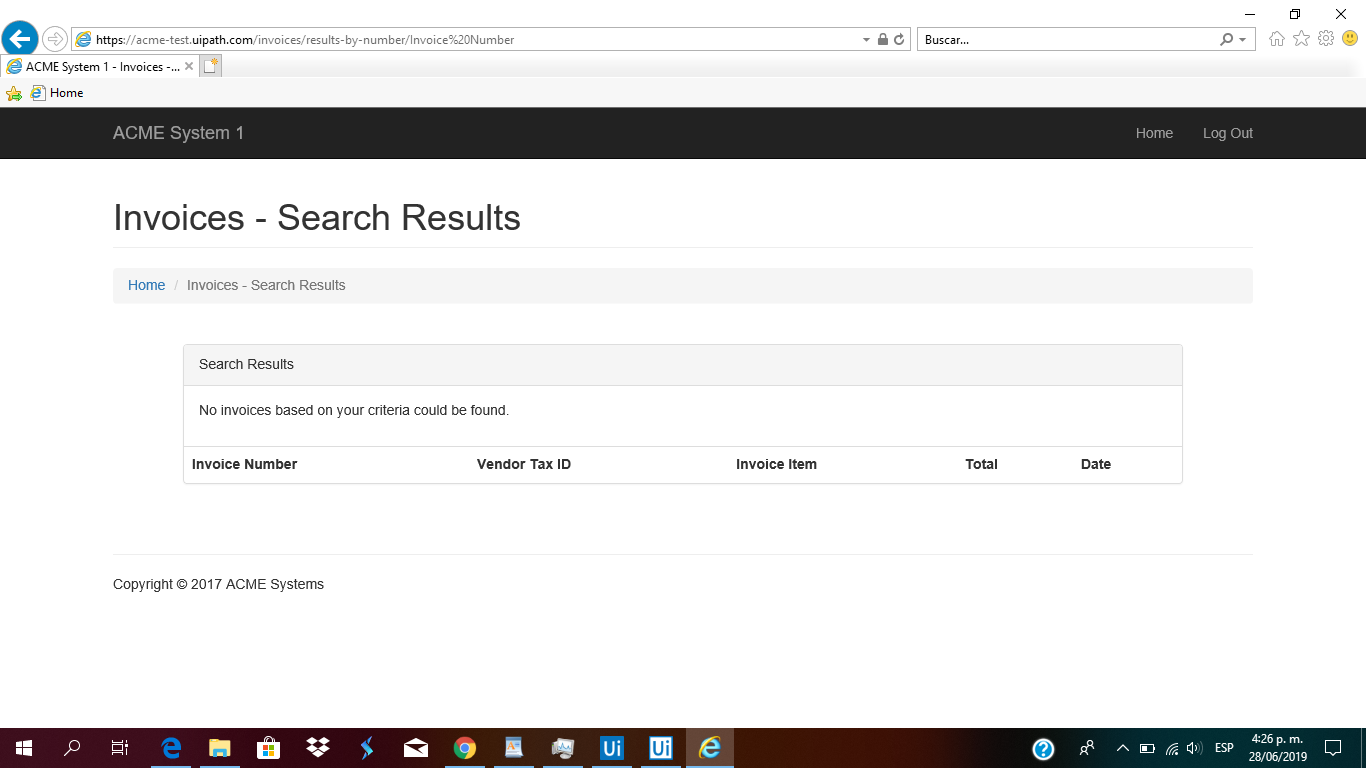 https://acme-test.uipath.com/invoices/results-by-number/Invoice%20Number
Buscar...
ACME System 1 - Invoices -...
Home
ACME System 1
Home
Log Out
Invoices - Search Results
Home / Invoices - Search Results
Search Results
No invoices based on your criteria could be found.
Invoice Number Vendor Tax ID Invoice Item Total Date
Copyright © 2017 ACME Systems
Ui
Ui
ESP
4:26 p. m.
28/06/2019